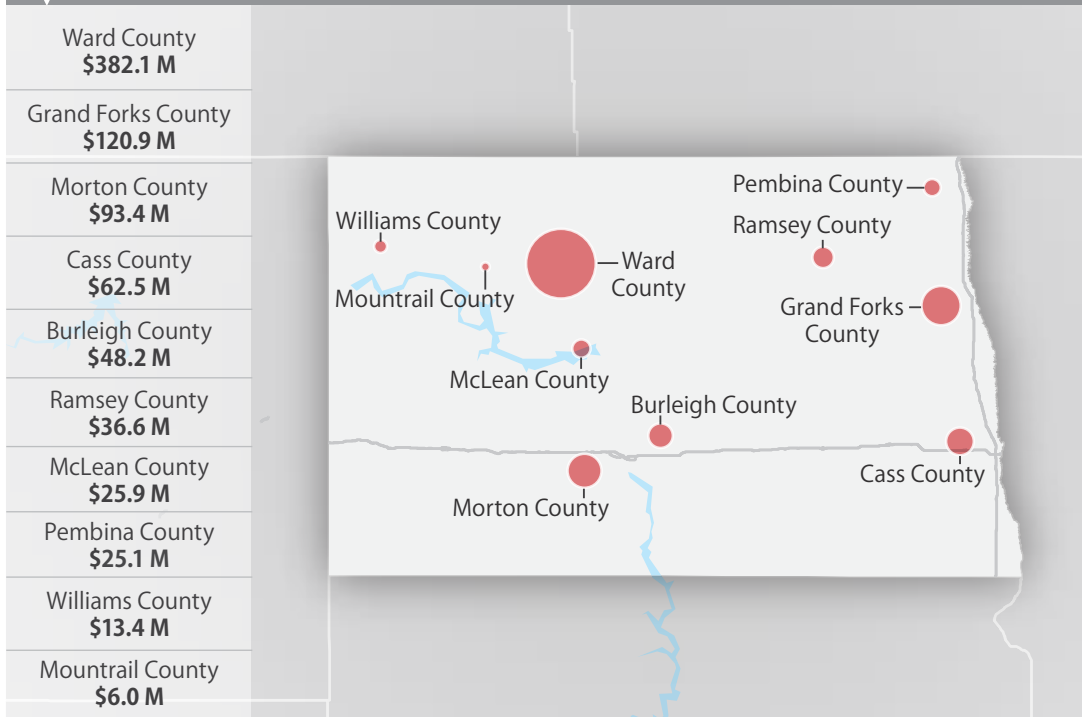 Ward County
$382.1 M
Grand Forks County
$120.9 M
Morton County
$93.4 M
Cass County
$62.5 M
Burleigh County
$48.2 M
Ramsey County
$36.6 M
McLean County
$25.9 M
Pembina County
$25.1 M
Williams County
$13.4 M
Mountrail County
$6.0 M
Pembina County
Williams County
Ramsey County
Ward
County
Mountrail County
Grand Forks
County
McLean County
Burleigh County
Cass County
Morton County